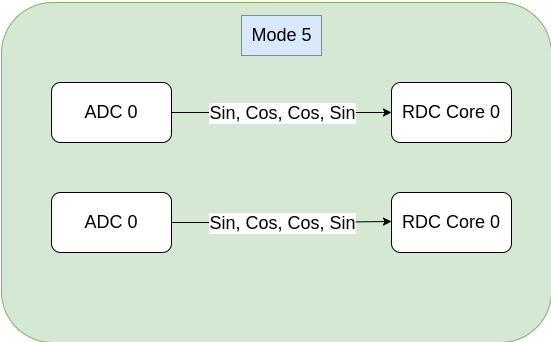 Mode 5
ADC 0
Sin, Cos, Cos, Sin
RDC Core 0
ADC 0
Sin, Cos, Cos, Sin
RDC Core 0